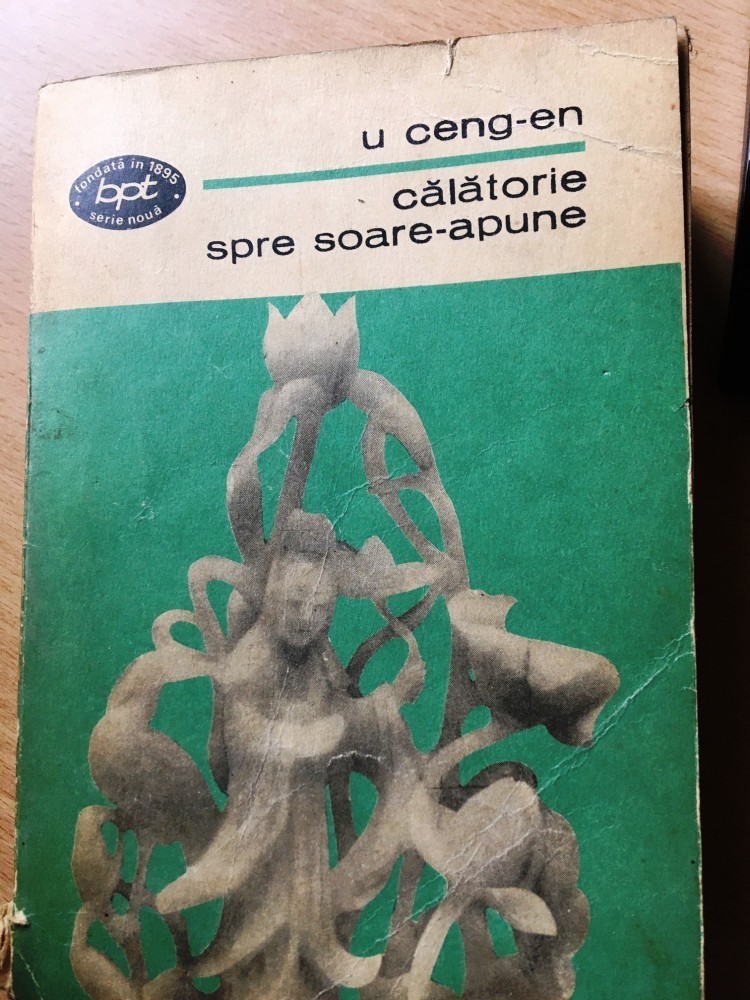 u ceng-en
fondată în 1895
bpt
serie nouă
călătorie
spre soare-apune